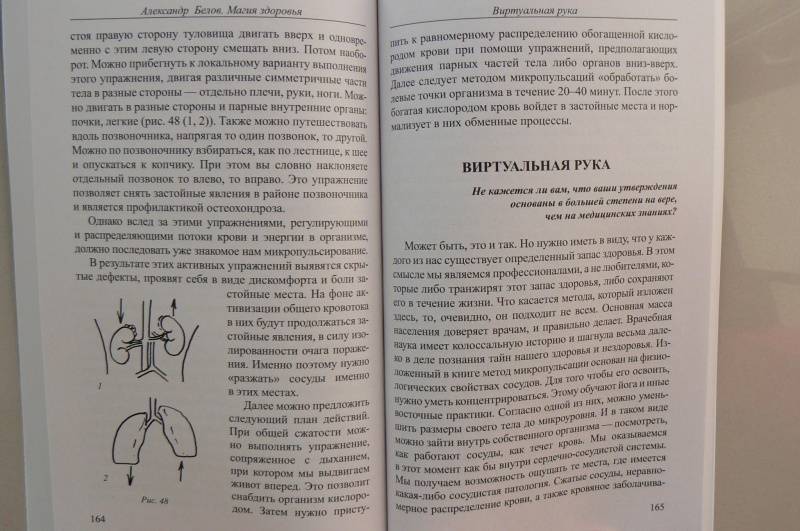 Александр Белов. Магия здоровья
стоя правую сторону туловища двигать вверх и одновре-
менно с этим левую сторону смещать вниз. Потом наобо-
рот. Можно прибегнуть к локальному варианту выполнения
этого упражнения, двигая различные симметричные части
тела в разные стороны — отдельно плечи, руки, ноги. Мож-
но двигать в разные стороны и парные внутренние органы:
почки, легкие (рис. 48 (1, 2)). Также можно путешествовать
вдоль позвоночника, напрягая то один позвонок, то другой.
Можно по позвоночнику взбираться, как по лестнице, к шее
и опускаться к копчику. При этом вы словно наклоняете
отдельный позвонок то влево, то вправо. Это упражнение
позволяет снять застойные явления в районе позвоночника
и является профилактикой остеохондроза.
Однако вслед за этими упражнениями, регулирующими
и распределяющими потоки крови и энергии в организме,
должно последовать уже знакомое нам микропульсирование.
В результате этих активных упражнений выявятся скры-
тые дефекты, проявят себя в виде дискомфорта и боли за-
стойные места. На фоне ак-
тивизации общего кровотока
в них будут продолжаться за-
стойные явления, в силу изо-
лированности очага пораже-
ния. Именно поэтому нужно
«разжать» сосуды именно
в этих местах.
Далее можно предложить
следующий план действий.
При общей сжатости мож-
но выполнять упражнение,
сопряженное с дыханием,
при котором мы выдвигаем
живот вперед. Это позволит
снабдить организм кислоро-
дом. Затем нужно присту-
1
2
Рис. 48
164
Виртуальная рука
пить к равномерному распределению обогащенной кисло-
родом крови при помощи упражнений, предполагающих
движения парных частей тела либо органов вниз-вверх.
Далее следует методом микропульсаций «обработать» бо-
левые точки организма в течение 20–40 минут. После этого
богатая кислородом кровь войдет в застойные места и нор-
мализует в них обменные процессы.
ВИРТУАЛЬНАЯ РУКА
Не кажется ли вам, что ваши утверждения
основаны в большей степени на вере,
чем на медицинских знаниях?
Может быть, это и так. Но нужно иметь в виду, что у каж-
дого из нас существует определенный запас здоровья. В этом
смысле мы являемся профессионалами, а не любителями, ко-
торые либо транжирят этот запас здоровья, либо сохраняют
его в течение жизни. Что касается метода, который изложен
здесь, то, очевидно, он подходит не всем. Основная масса
населения доверяет врачам, и правильно делает. Врачебная
наука имеет колоссальную историю и шагнула весьма дале-
ко в деле познания тайн нашего здоровья и нездоровья. Из-
ложенный в книге метод микропульсации основан на физио-
логических свойствах сосудов. Для того чтобы его освоить,
нужно уметь концентрироваться. Этому обучают йога и иные
восточные практики. Согласно одной из них, можно умень-
шить размеры своего тела до микроуровня. И в таком виде
можно зайти внутрь собственного организма — посмотреть,
как работают сосуды, как течет кровь. Мы оказываемся
в этот момент как бы внутри сердечно-сосудистой системы.
Мы получаем возможность ощущать те места, где имеется
какая-либо сосудистая патология. Сжатые сосуды, неравно-
мерное распределение крови, а также кровяное заболачива-
165